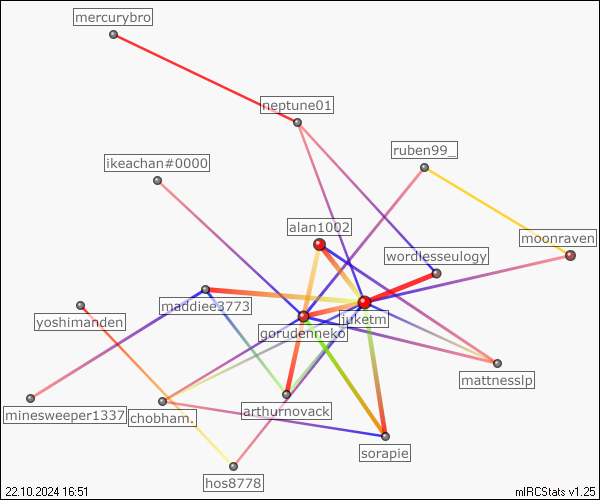 mercurybro
neptune01
ruben99_
ikeachan#0000
alan1002
moonraven
wordlesseulogy
maddiee3773
juketm
yoshimanden
gorudenneko
mattnesslp
arthurnovack
minesweeper1337
chobham.
sorapie
hos8778
22.10.2024 16:51
mIRCStats v1.25